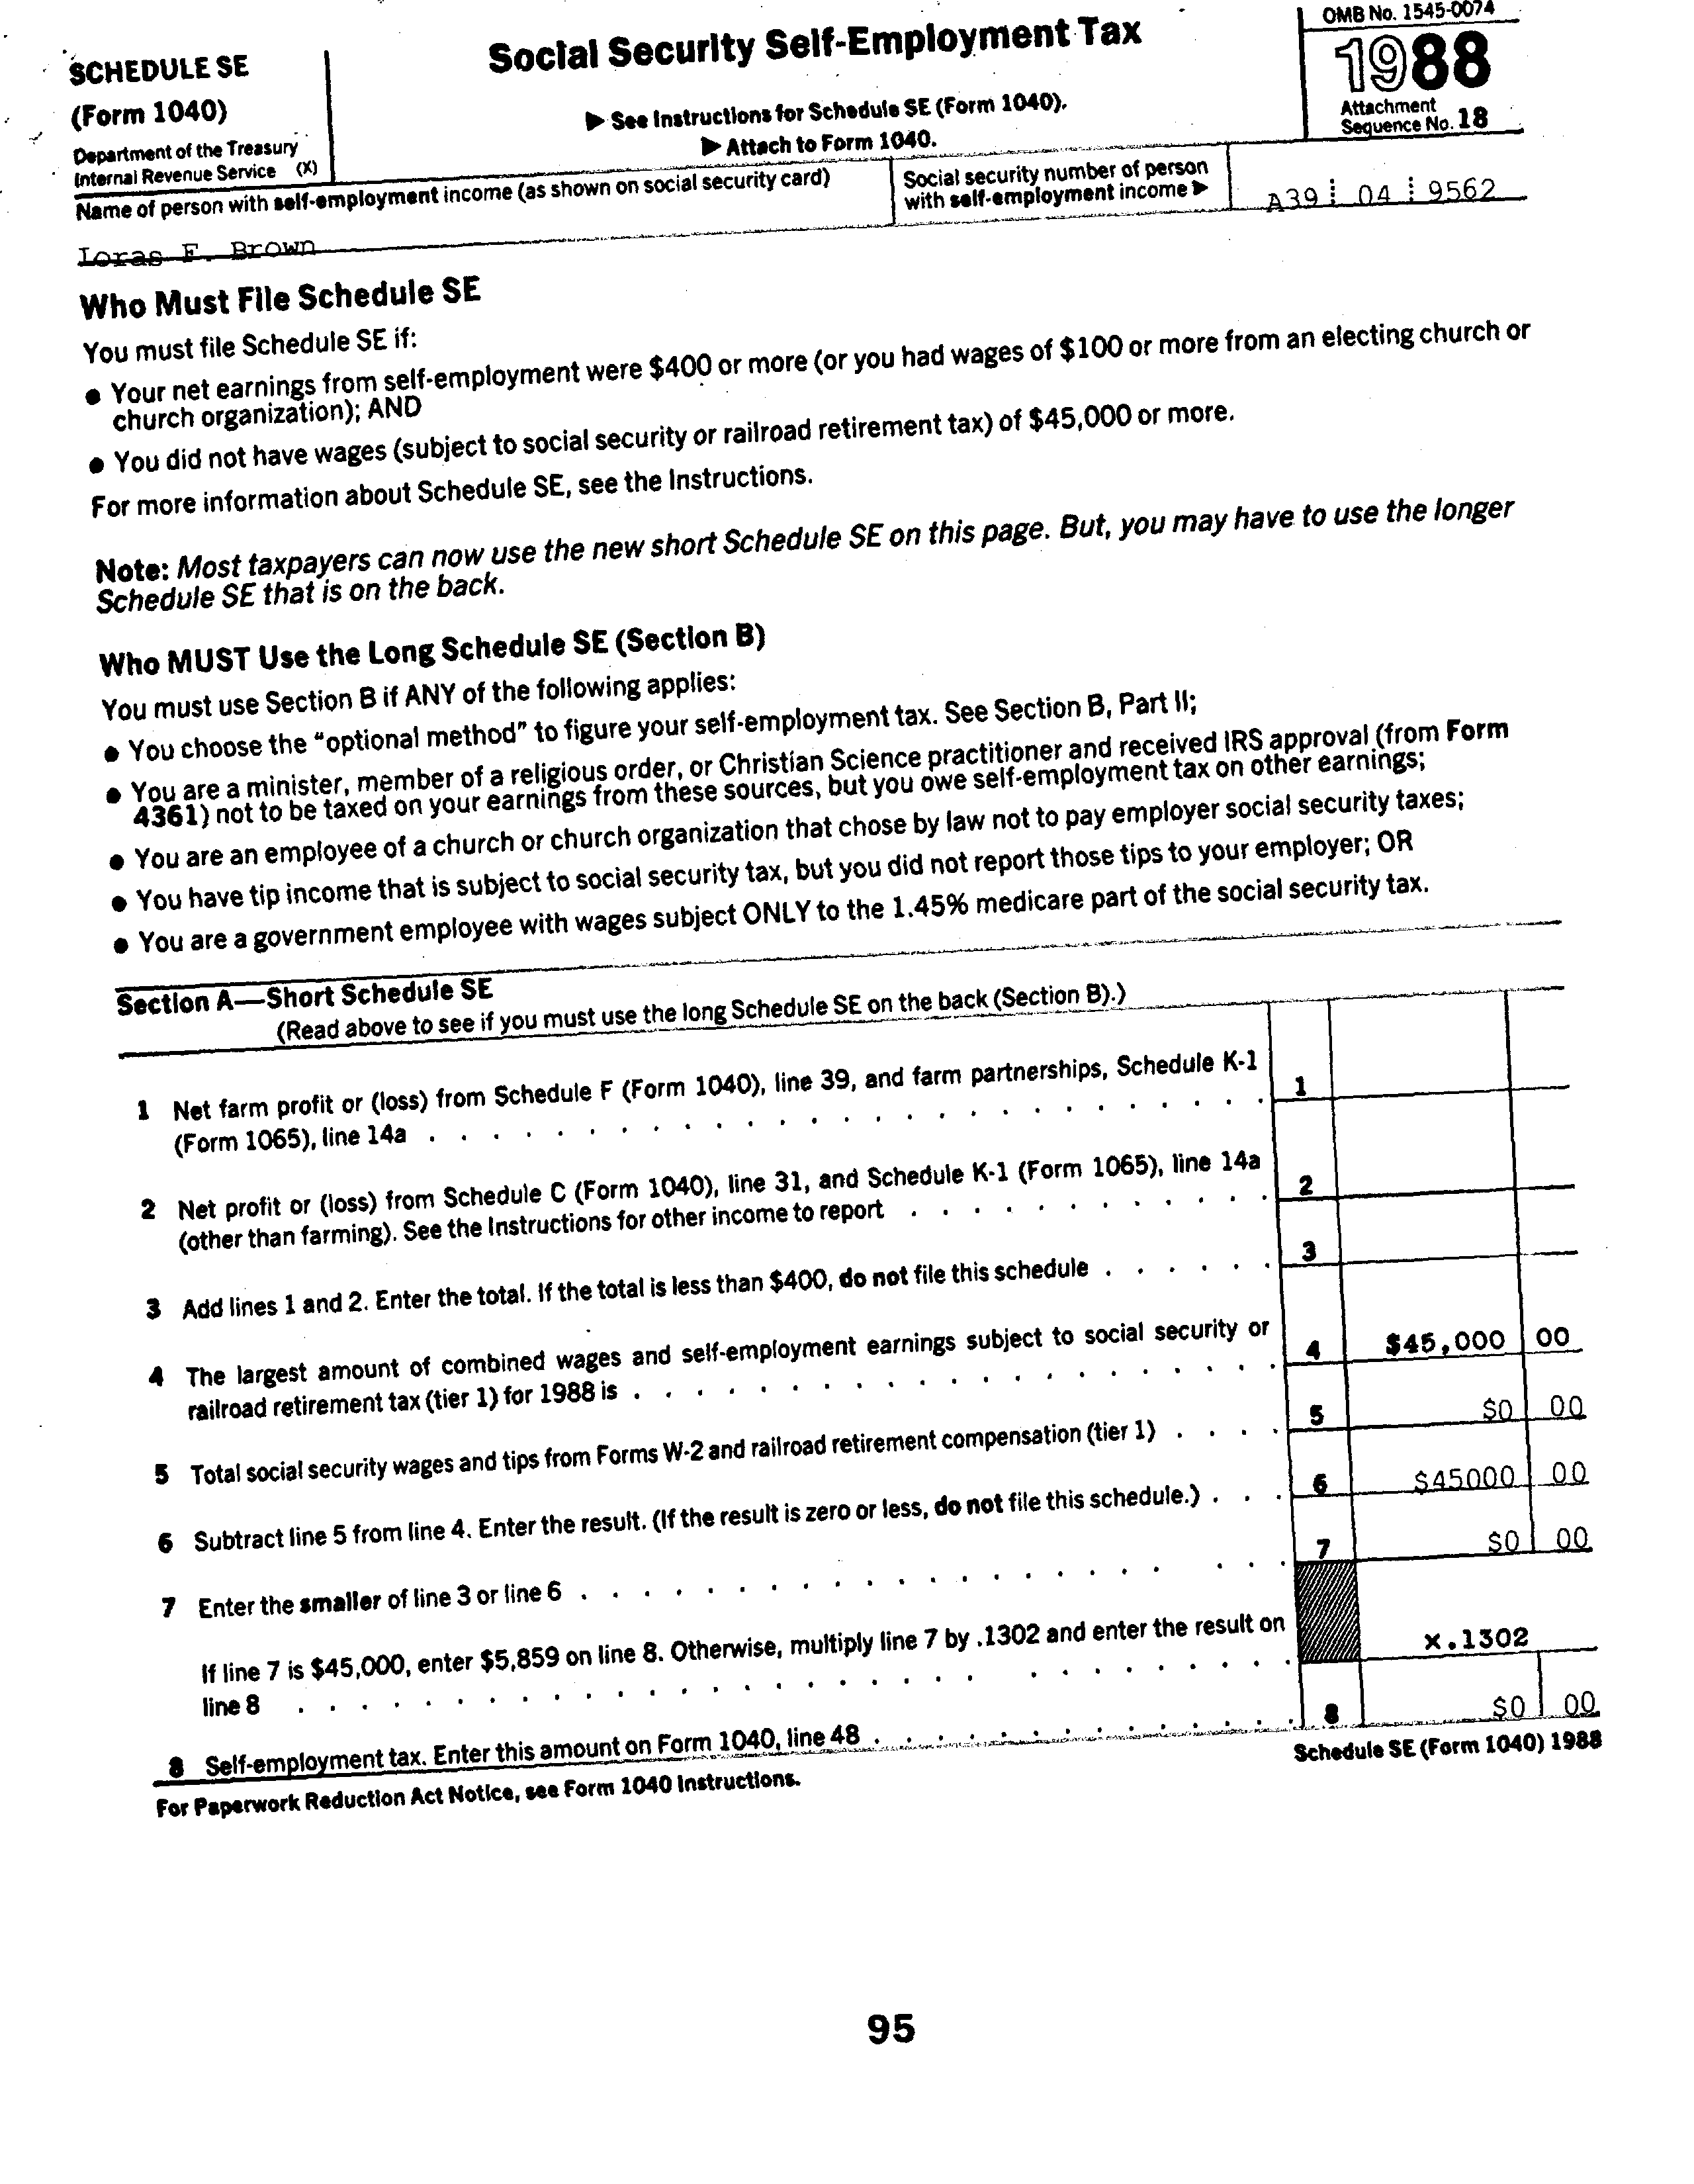 SCHEDULE SE
(Form 1040)
Department of the Treasury
Internal Revenue Service (X)
Social Security Self-Employment Tax
▶ See Instructions for Schedule SE (Form 1040).
▶ Attach to Form 1040.
OMB No. 1545-0074
1988
Attachment
Sequence No. 18
Name of person with self-employment income (as shown on social security card)
Social security number of person
with self-employment income ▶
A39 04 9562
Loras F. Brown
Who Must File Schedule SE
You must file Schedule SE if:
● Your net earnings from self-employment were $400 or more (or you had wages of $100 or more from an electing church or
church organization); AND
● You did not have wages (subject to social security or railroad retirement tax) of $45,000 or more.
For more information about Schedule SE, see the Instructions.
Note: Most taxpayers can now use the new short Schedule SE on this page. But, you may have to use the longer
Schedule SE that is on the back.
Who MUST Use the Long Schedule SE (Section B)
You must use Section B if ANY of the following applies:
● You choose the "optional method" to figure your self-employment tax. See Section B, Part II;
● You are a minister, member of a religious order, or Christian Science practitioner and received IRS approval (from Form
4361) not to be taxed on your earnings from these sources, but you owe self-employment tax on other earnings;
● You are an employee of a church or church organization that chose by law not to pay employer social security taxes;
● You have tip income that is subject to social security tax, but you did not report those tips to your employer; OR
● You are a government employee with wages subject ONLY to the 1.45% medicare part of the social security tax.
Section A—Short Schedule SE
(Read above to see if you must use the long Schedule SE on the back (Section B).)
1 Net farm profit or (loss) from Schedule F (Form 1040), line 39, and farm partnerships, Schedule K-1
(Form 1065), line 14a . . . . . . . . . . . . . . . . . . . . . . . . . . 1
2 Net profit or (loss) from Schedule C (Form 1040), line 31, and Schedule K-1 (Form 1065), line 14a
(other than farming). See the Instructions for other income to report . . . . . . . . . . . . 2
3 Add lines 1 and 2. Enter the total. If the total is less than $400, do not file this schedule . . . . . . 3
4 The largest amount of combined wages and self-employment earnings subject to social security or
railroad retirement tax (tier 1) for 1988 is . . . . . . . . . . . . . . . . . . . . 4 $45,000 00
5 Total social security wages and tips from Forms W-2 and railroad retirement compensation (tier 1) . . . . 5 $0 00
6 Subtract line 5 from line 4. Enter the result. (If the result is zero or less, do not file this schedule.) . . . 6 $45000 00
7 Enter the smaller of line 3 or line 6 . . . . . . . . . . . . . . . . . . . . . . 7 $0 00
If line 7 is $45,000, enter $5,859 on line 8. Otherwise, multiply line 7 by .1302 and enter the result on
line 8 . . . . . . . . . . . . . . . . . . . . . . . . . . . . . x.1302
8 Self-employment tax. Enter this amount on Form 1040, line 48 . . . . . . . . . . . . . . 8 $0 00
For Paperwork Reduction Act Notice, see Form 1040 Instructions.
Schedule SE (Form 1040) 1988
95